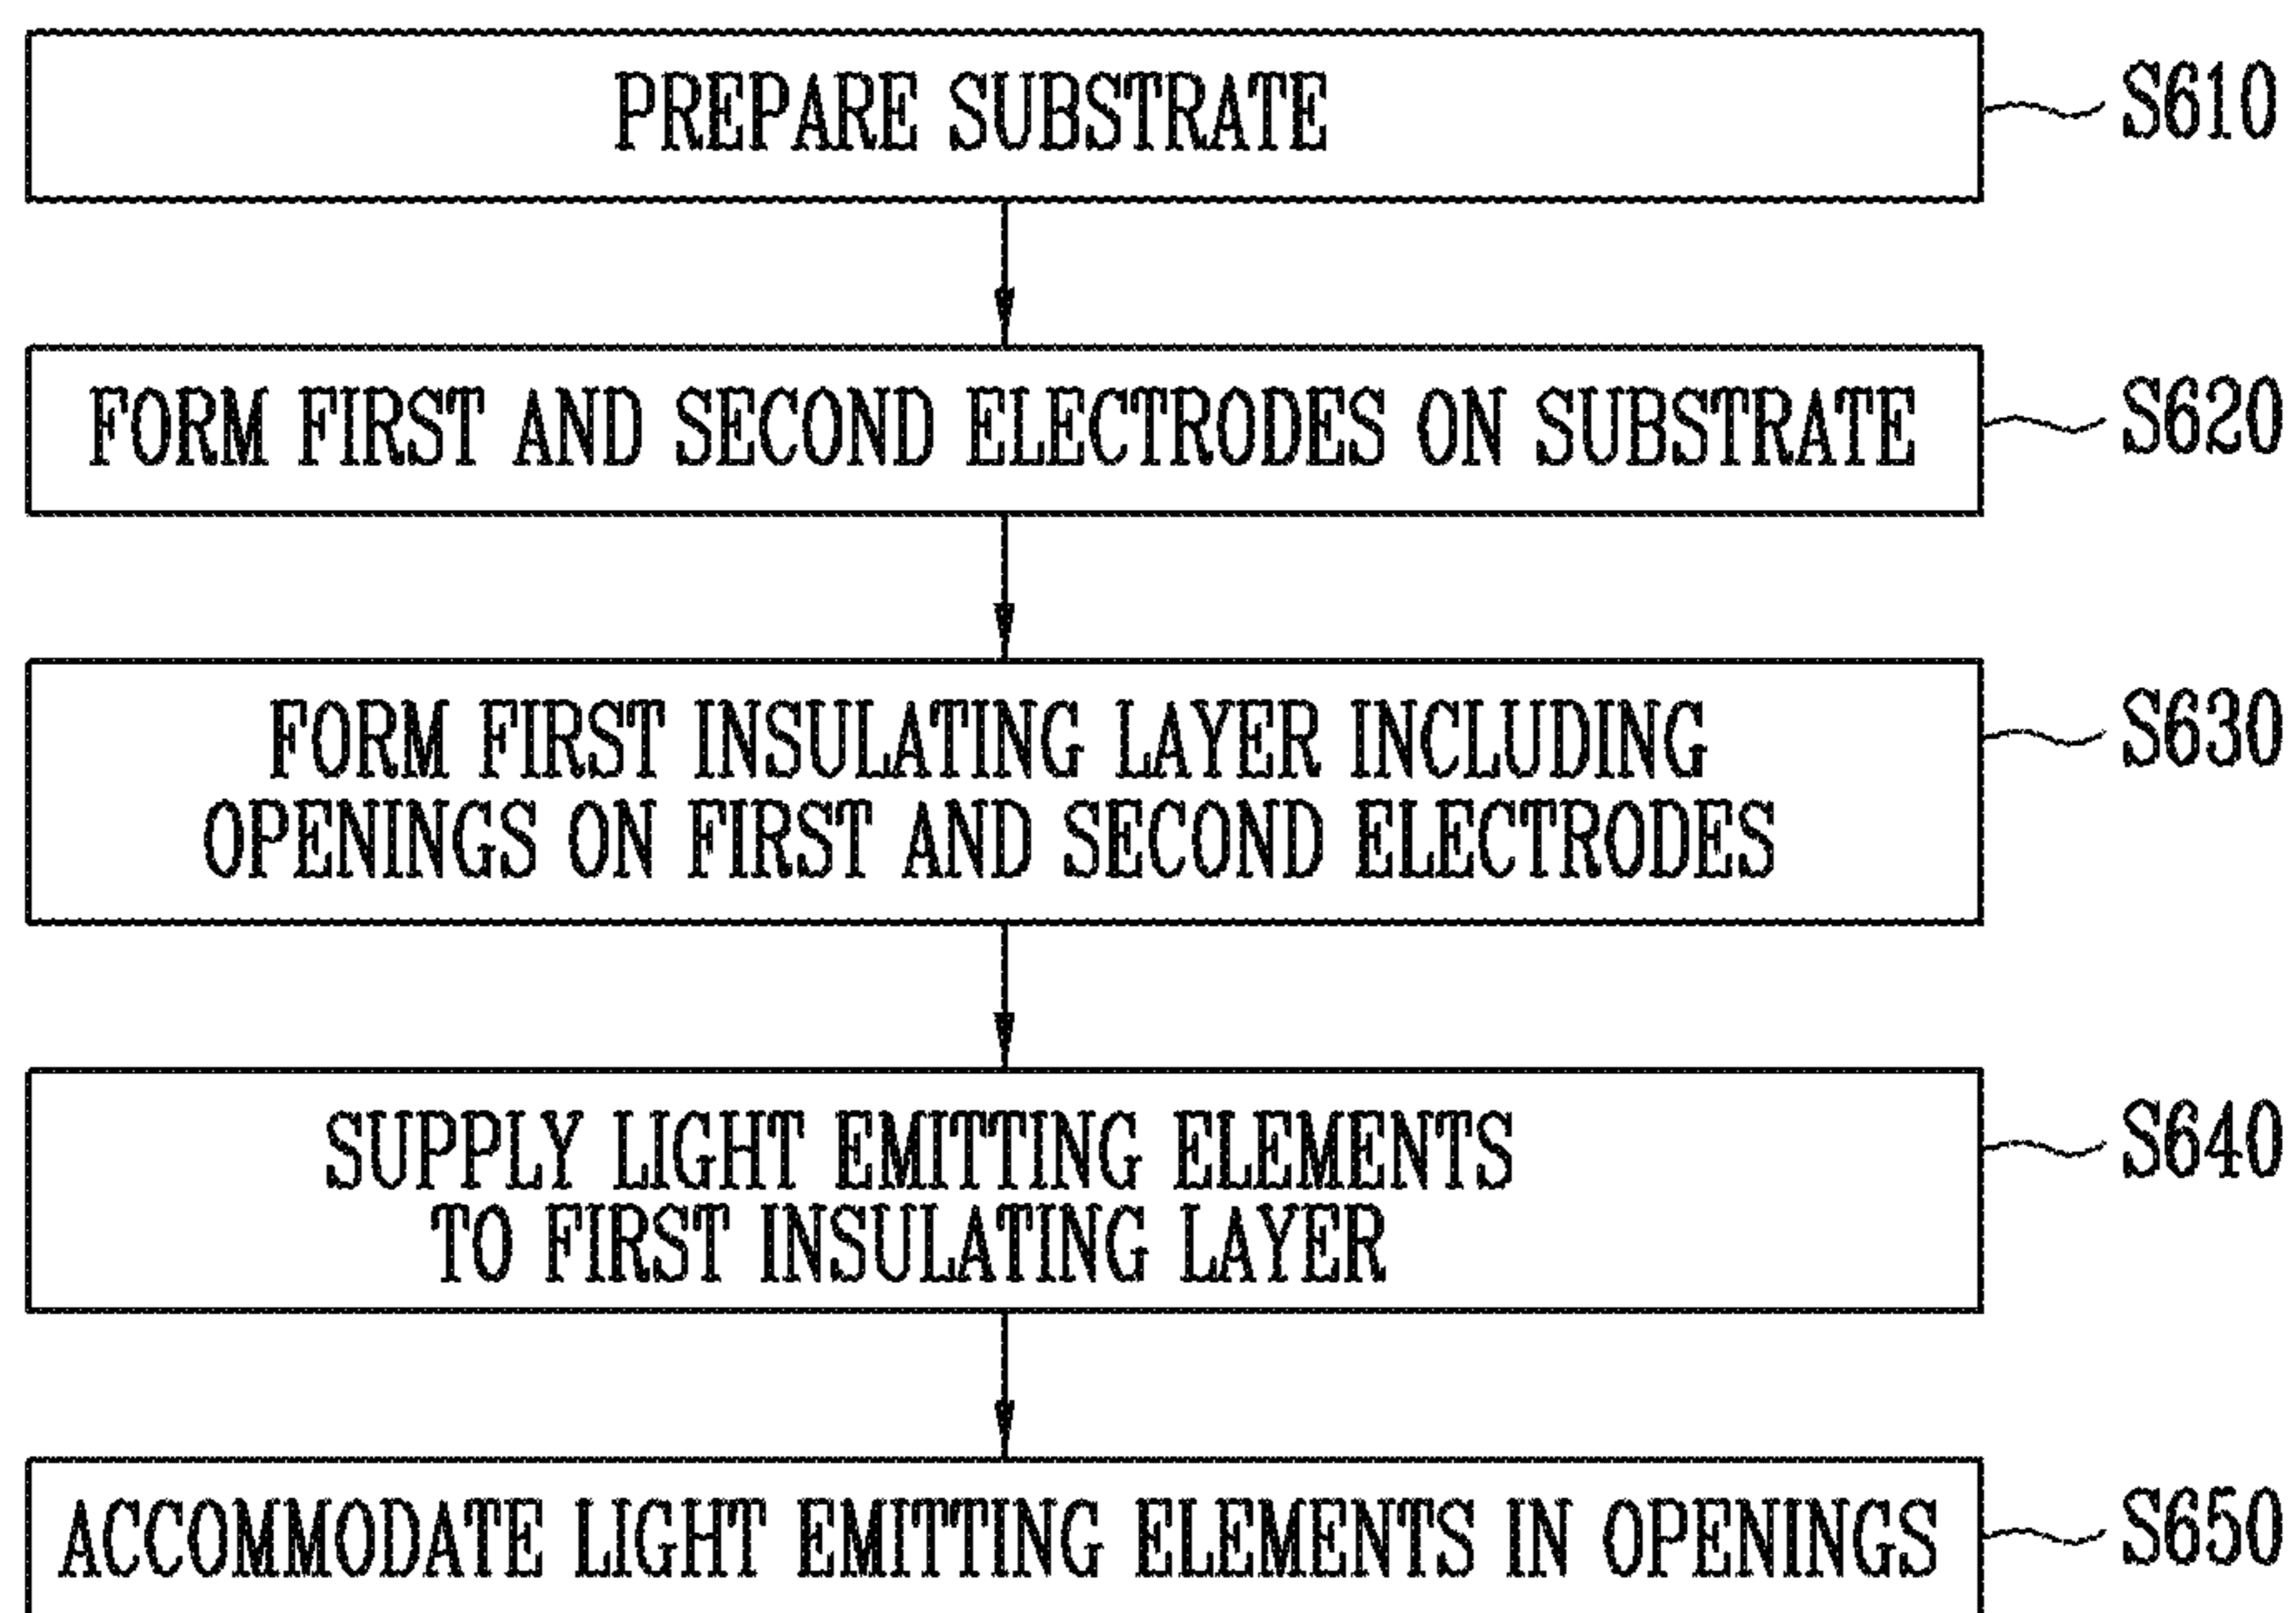 PREPARE SUBSTRATE
S610
FORM FIRST AND SECOND ELECTRODES ON SUBSTRATE
S620
FORM FIRST INSULATING LAYER INCLUDING
OPENINGS ON FIRST AND SECOND ELECTRODES
S630
SUPPLY LIGHT EMITTING ELEMENTS
TO FIRST INSULATING LAYER
S640
ACCOMMODATE LIGHT EMITTING ELEMENTS IN OPENINGS
S650